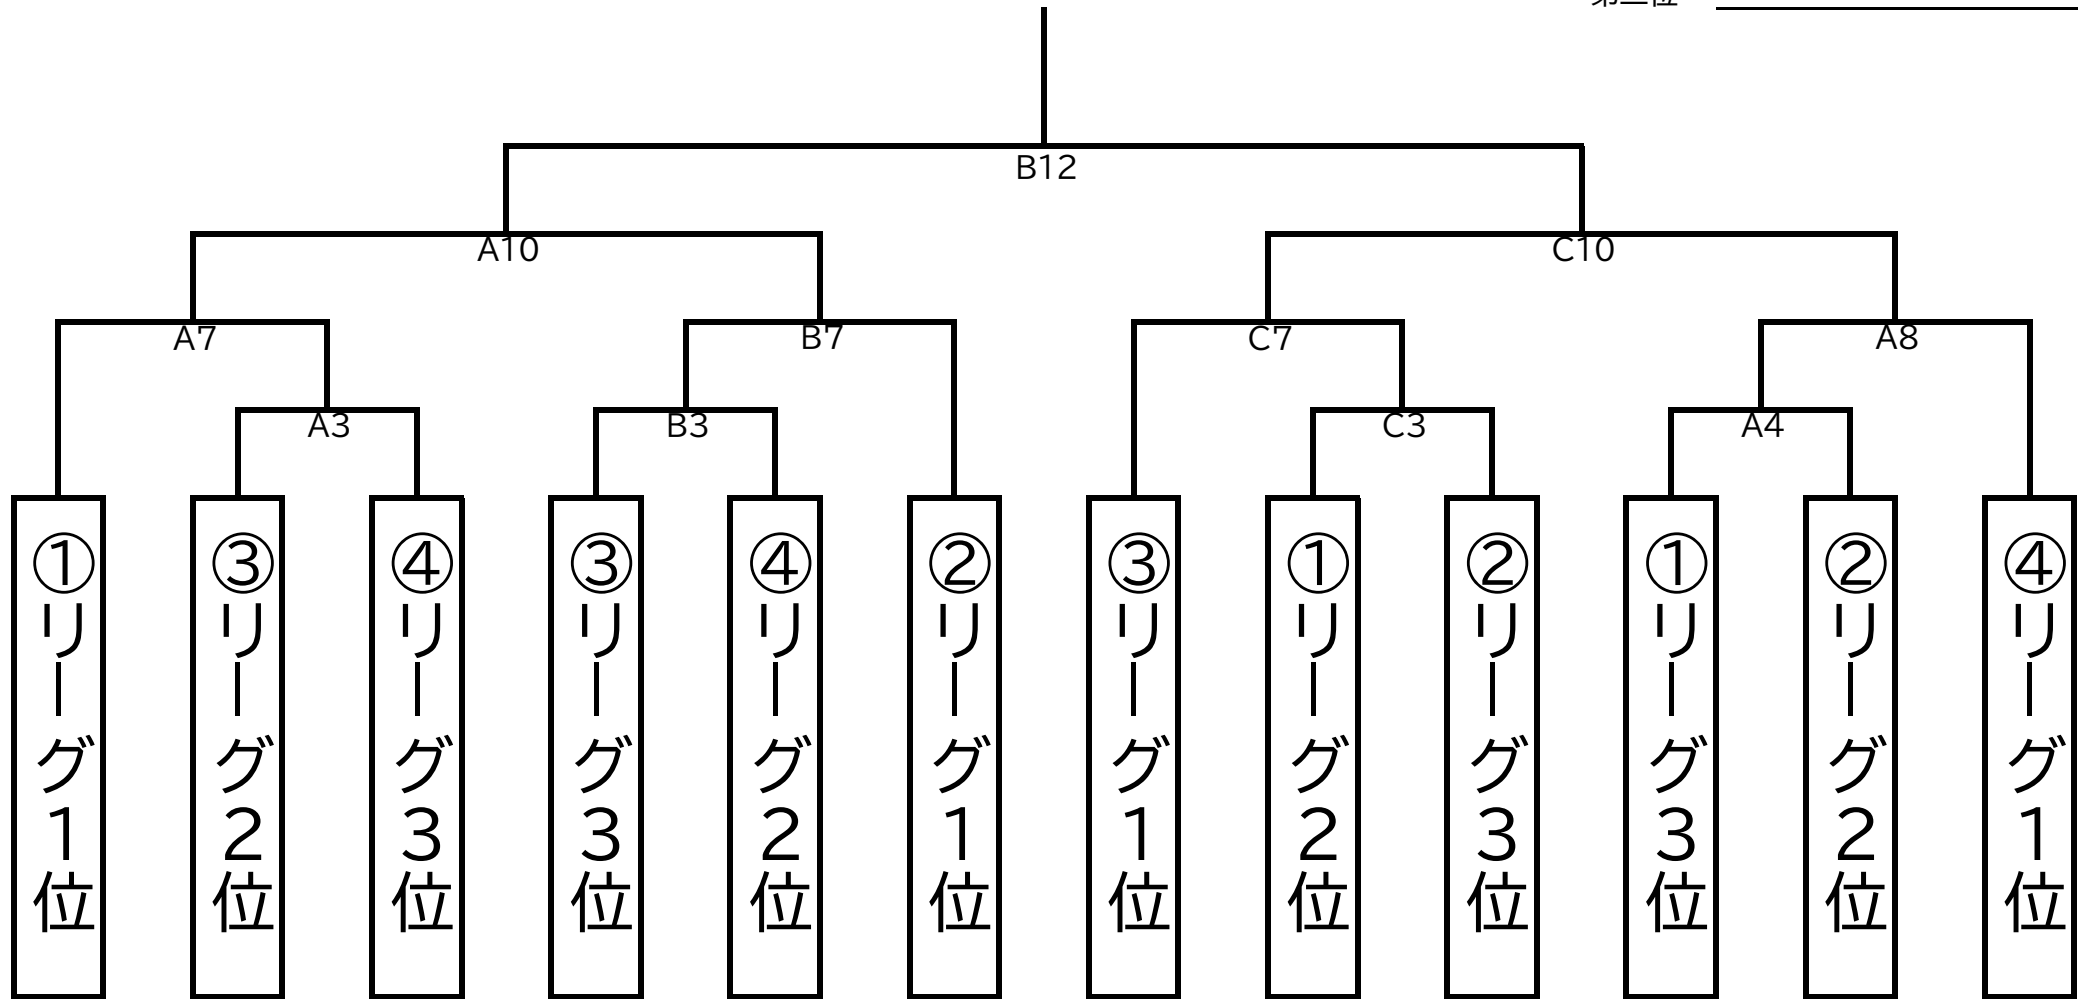 B12
A10
C10
A7
B7
C7
A8
A3
B3
C3
A4
①リーグ1位
③リーグ2位
④リーグ3位
③リーグ3位
④リーグ2位
②リーグ1位
③リーグ1位
①リーグ2位
②リーグ3位
①リーグ3位
②リーグ2位
④リーグ1位